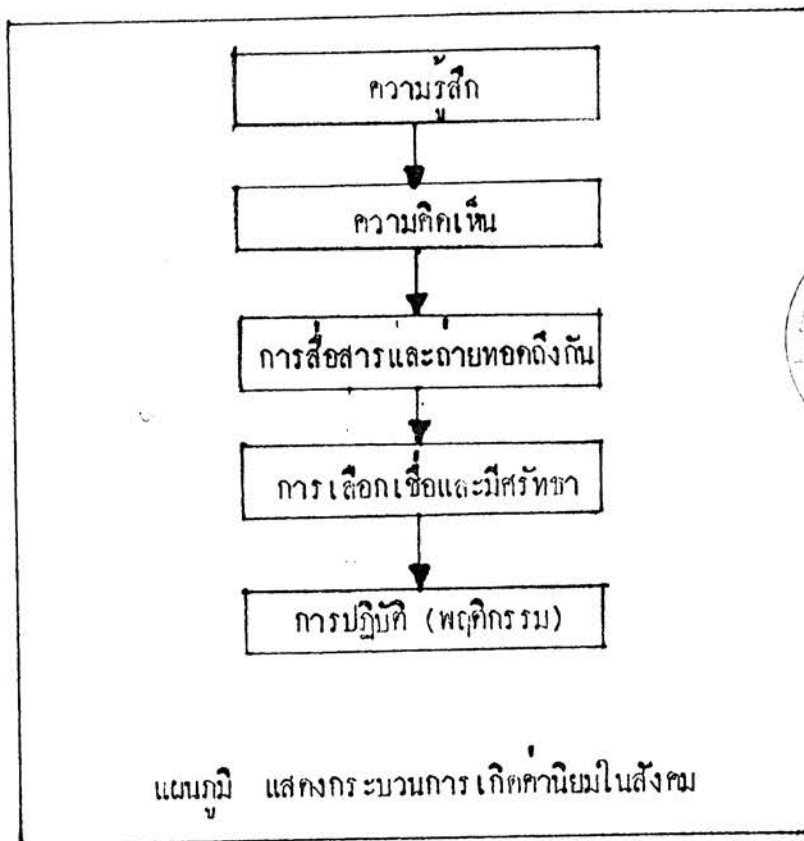 ความรู้สึก
ความคิดเห็น
การสื่อสารและถ่ายทอดถึงกัน
การเลือกเชื่อและมีศรัทธา
การปฏิบัติ (พฤติกรรม)
แผนภูมิ แสดงกระบวนการเกิดค่านิยมในสังคม